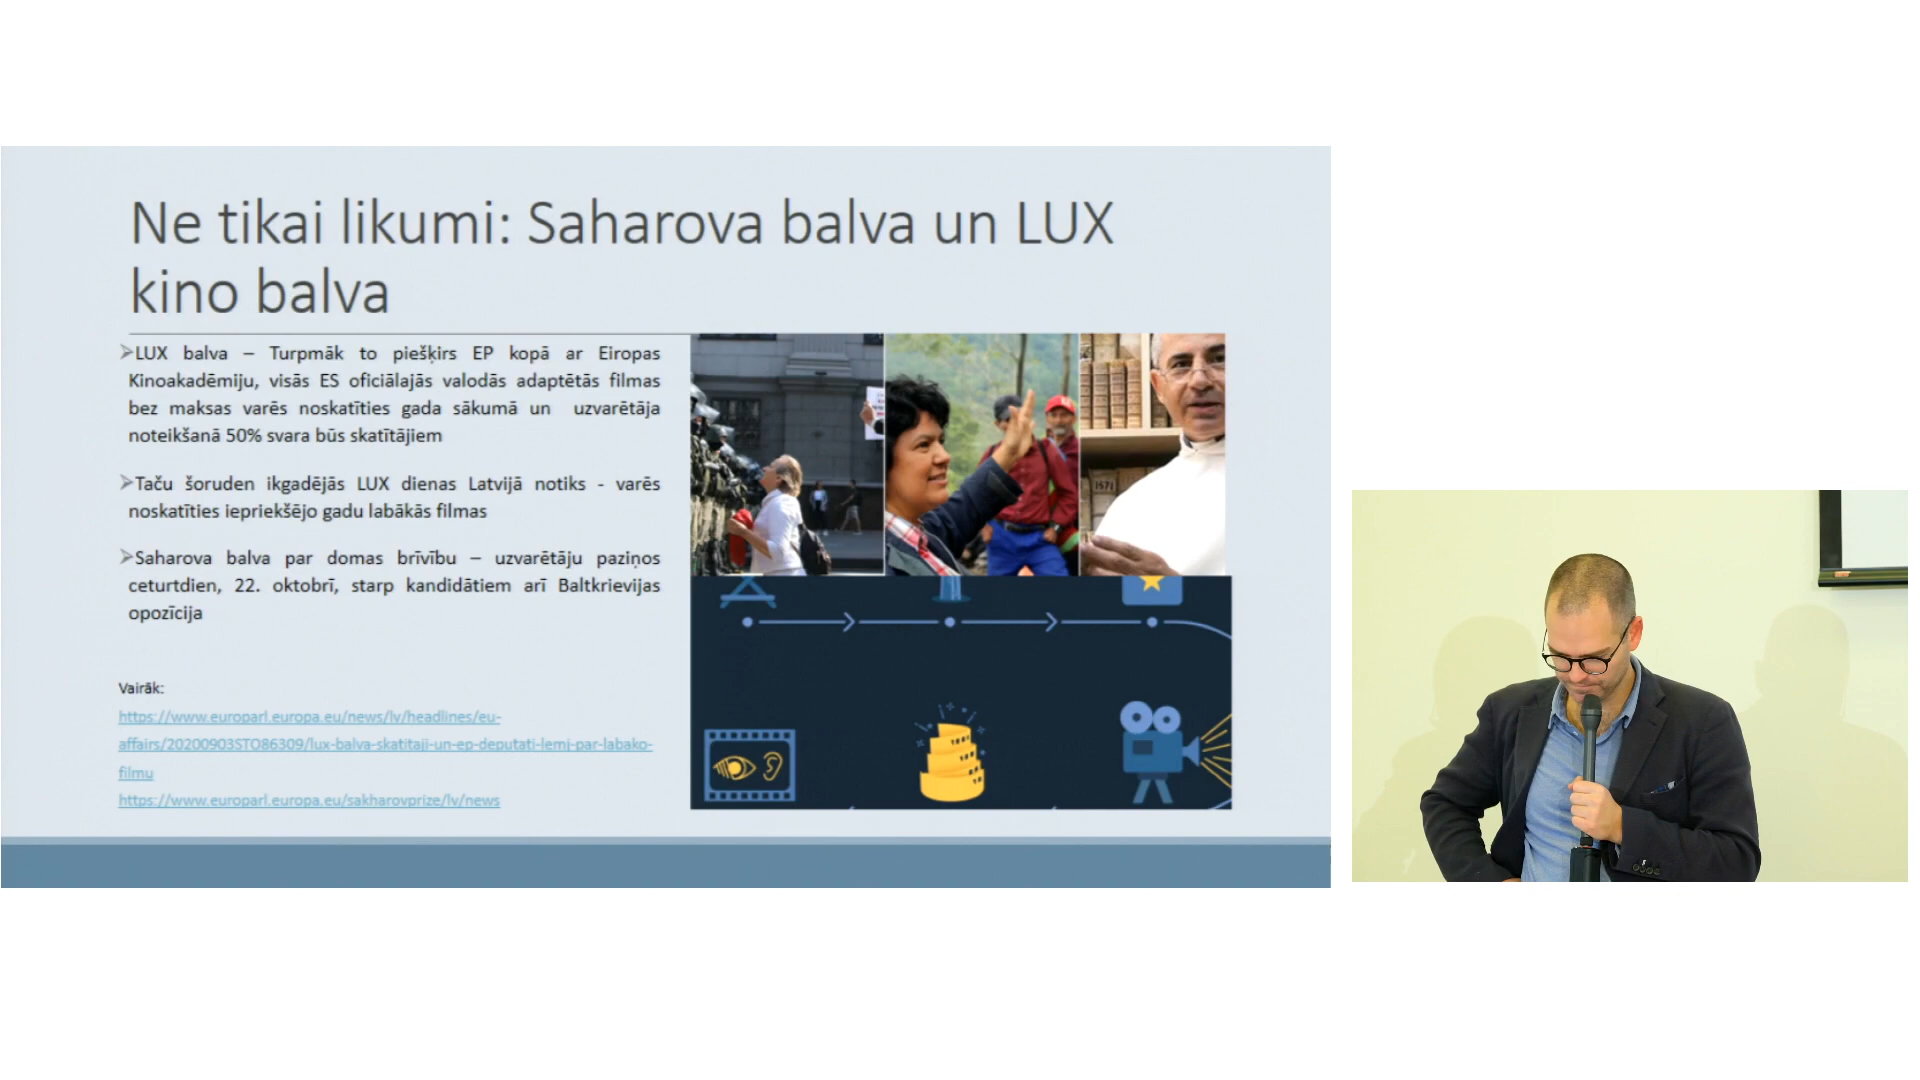 Ne tikai likumi: Saharova balva un LUX
kino balva
➢LUX balva – Turpmāk to piešķirs EP kopā ar Eiropas
Kinoakadēmiju, visās ES oficiālajās valodās adaptētās filmas
bez maksas varēs noskatīties gada sākumā un uzvarētāja
noteikšanā 50% svara būs skatītājiem
➢Taču šoruden ikgadējās LUX dienas Latvijā notiks - varēs
noskatīties iepriekšējo gadu labākās filmas
➢Saharova balva par domas brīvību – uzvarētāju paziņos
ceturtdien, 22. oktobrī, starp kandidātiem arī Baltkrievijas
opozīcija
Vairāk:
https://www.europarl.europa.eu/news/lv/headlines/eu-
affairs/20200903STO86309/lux-balva-skatitaji-un-ep-deputati-lemj-par-labako-
filmu
https://www.europarl.europa.eu/sakharovprize/lv/news
1571